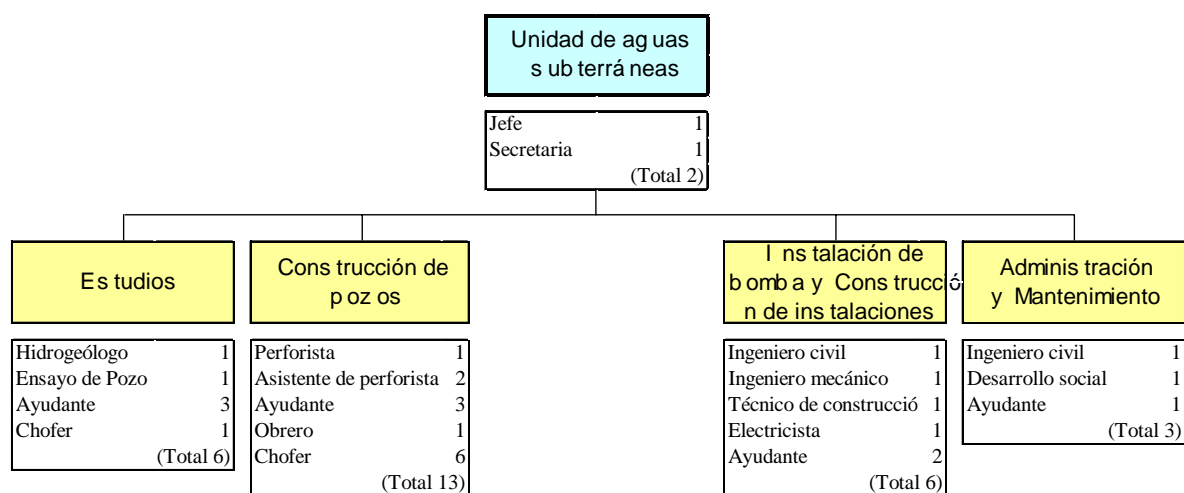 Unidad de aguas
subterráneas
Jefe 1
Secretaria 1
(Total 2)
Estudios
Hidrogeólogo 1
Ensayo de Pozo 1
Ayudante 3
Chofer 1
(Total 6)
Construcción de
pozos
Perforista 1
Asistente de perforista 2
Ayudante 3
Obrero 1
Chofer 6
(Total 13)
Instalación de
bomba y Construcció
n de instalaciones
Ingeniero civil 1
Ingeniero mecánico 1
Técnico de construcció 1
Electricista 1
Ayudante 2
(Total 6)
Administración
y Mantenimiento
Ingeniero civil 1
Desarrollo social 1
Ayudante 1
(Total 3)